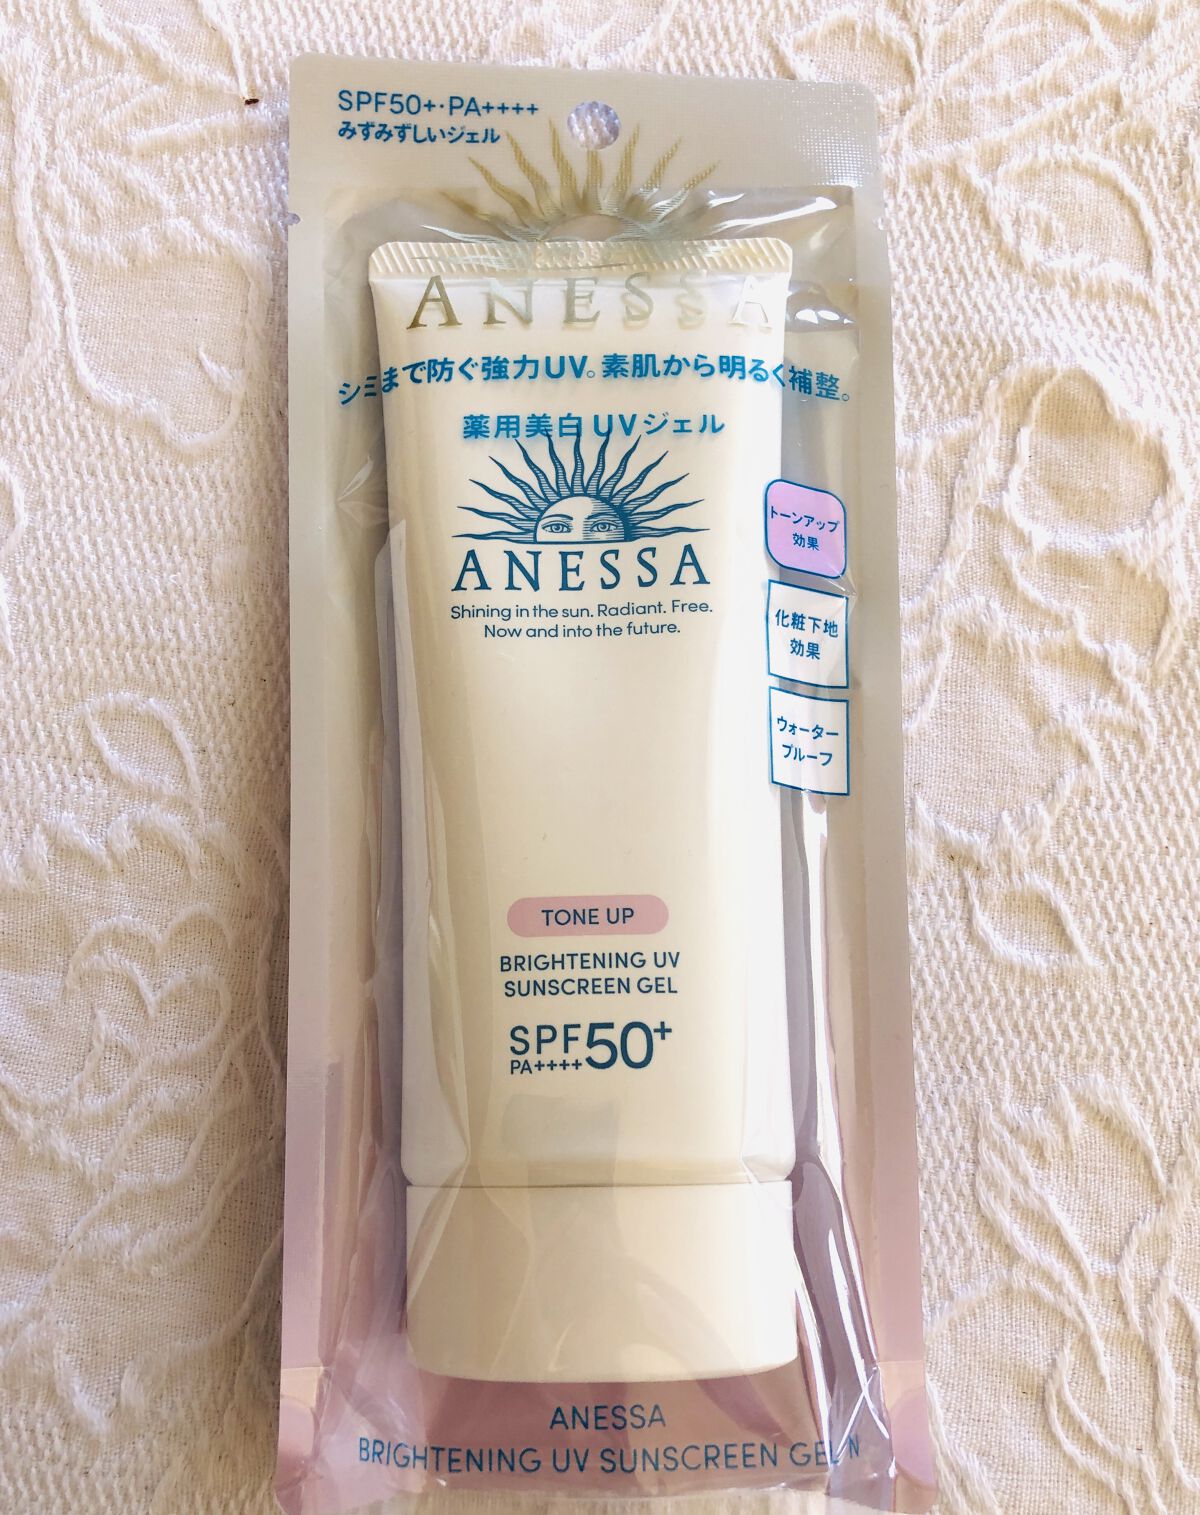 SPF50+・PA++++
みずみずしいジェル
ANESSA
シミまで防ぐ強力UV。素肌から明るく補整。
薬用美白UVジェル
ANESSA
Shining in the sun. Radiant. Free.
Now and into the future.
トーンアップ
効果
化粧下地
効果
ウォーター
プルーフ
TONE UP
BRIGHTENING UV
SUNSCREEN GEL
SPF50+
PA++++
ANESSA
BRIGHTENING UV SUNSCREEN GEL N